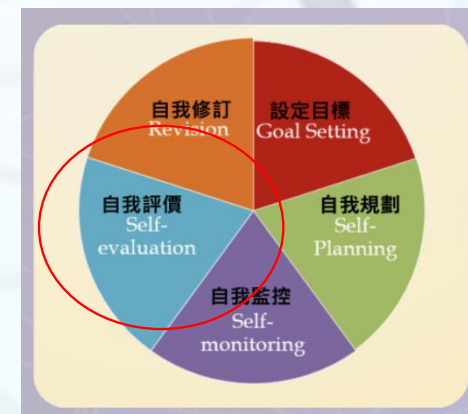 自我修訂
Revision
設定目標
Goal Setting
自我評價
Self-
evaluation
自我規劃
Self-
Planning
自我監控
Self-
monitoring